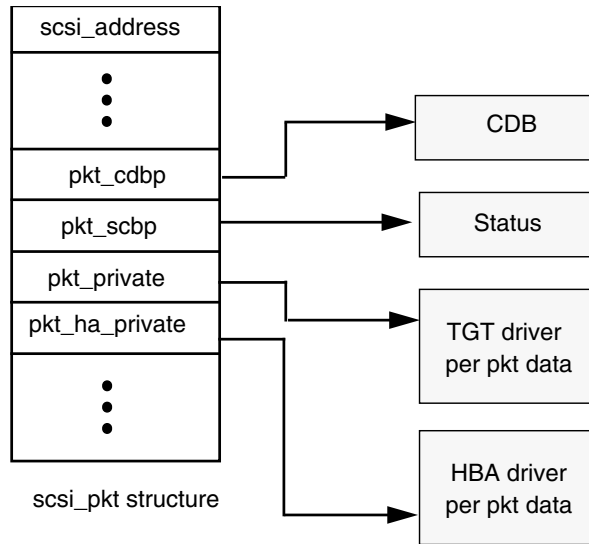 scsi_address
pkt_cdbp
pkt_scbp
pkt_private
pkt_ha_private
scsi_pkt structure
CDB
Status
TGT driver
per pkt data
HBA driver
per pkt data